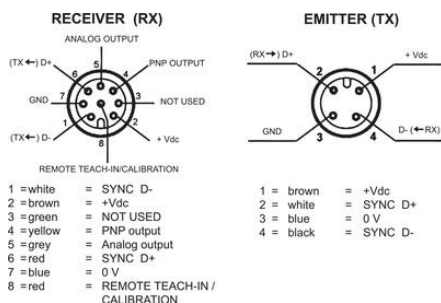 RECEIVER (RX)
ANALOG OUTPUT
(TX ←) D+
PNP OUTPUT
5
6
4
GND
7
3
NOT USED
1
2
(TX ←) D-
+ Vdc
8
REMOTE TEACH-IN/CALIBRATION
1 = white = SYNC D-
2 = brown = +Vdc
3 = green = NOT USED
4 = yellow = PNP output
5 = grey = Analog output
6 = red = SYNC D+
7 = blue = 0 V
8 = red = REMOTE TEACH-IN /
CALIBRATION
EMITTER (TX)
(RX →) D+
+ Vdc
2
1
3
4
GND
D- (← RX)
1 = brown = +Vdc
2 = white = SYNC D+
3 = blue = 0 V
4 = black = SYNC D-